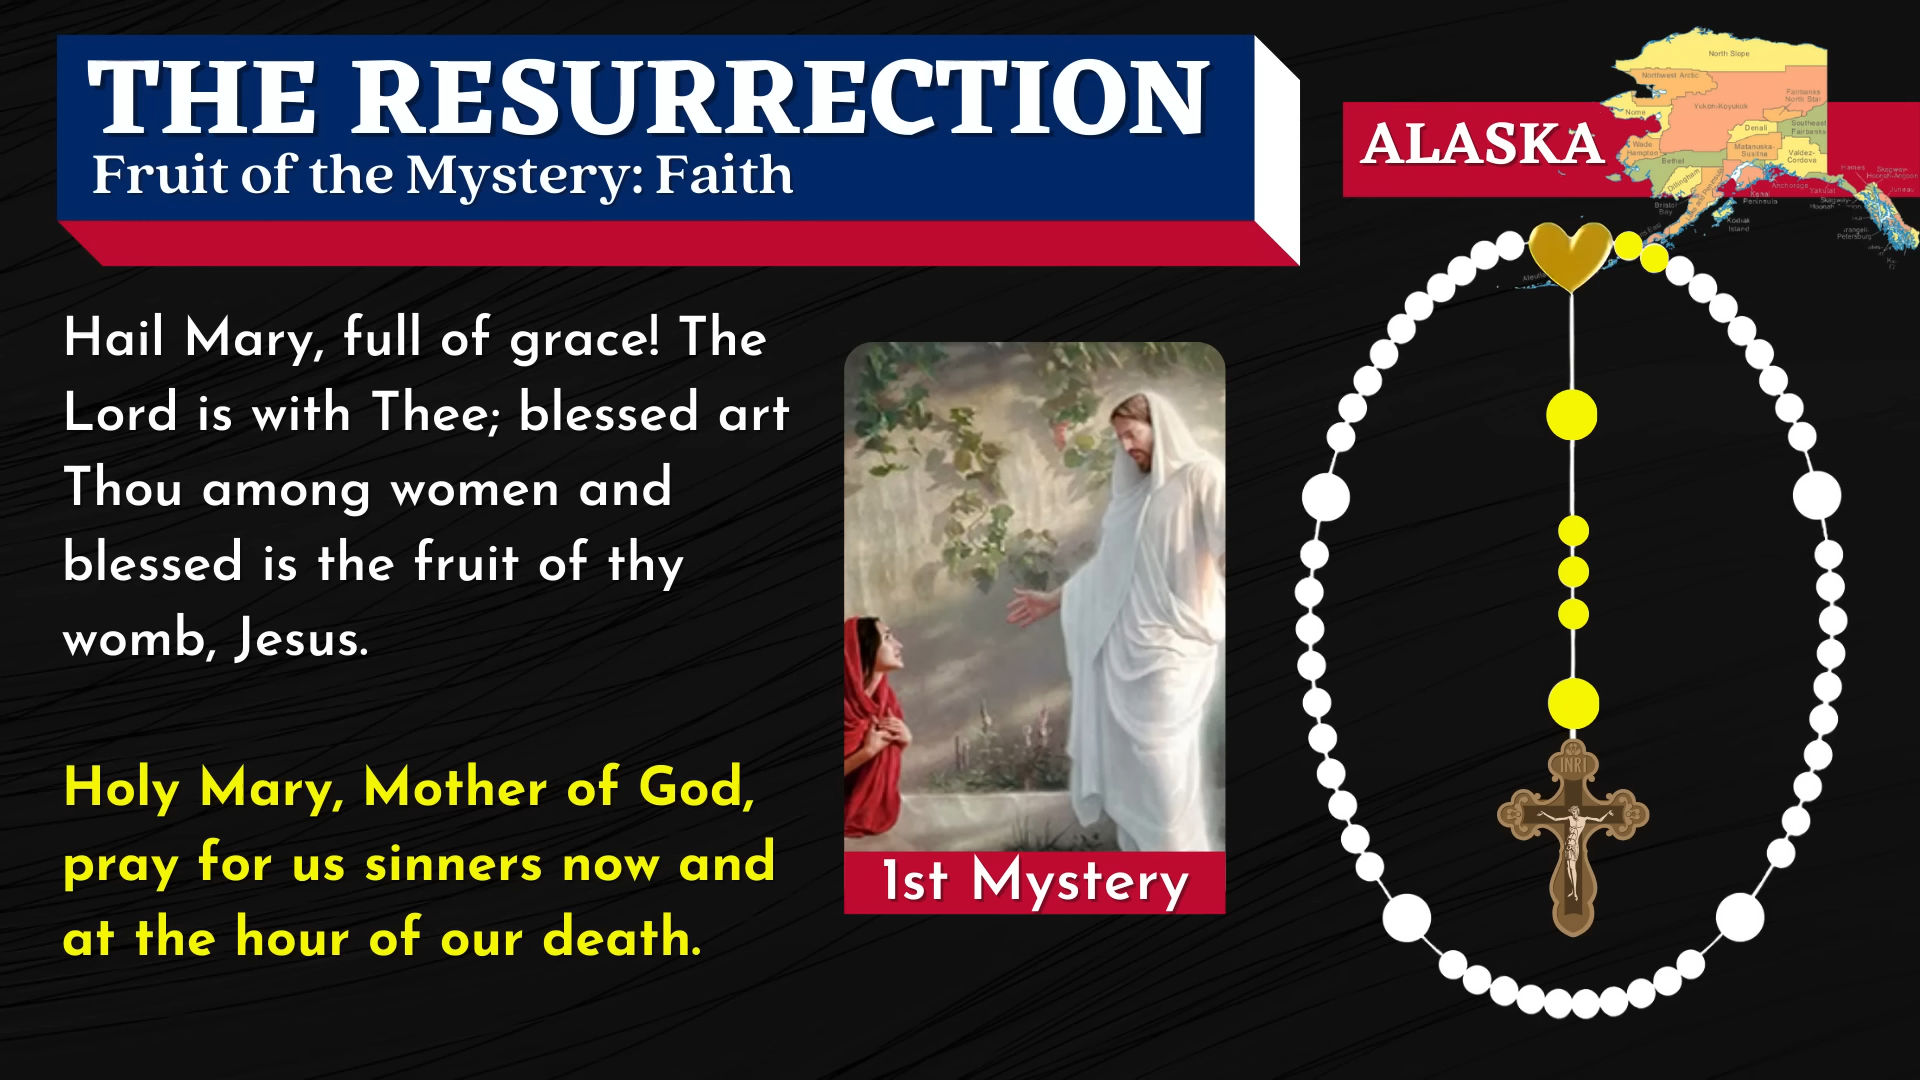 THE RESURRECTION
Fruit of the Mystery: Faith
ALASKA
North Slope
Northwest Arctic
Nome
Yukon-Koyukuk
Fairbanks
North Star
Denali
Southeast
Fairbanks
Wade
Hampton
Bethel
Matanuska-
Susitna
Valdez-
Cordova
Dillingham
Anchorage
Kenai
Peninsula
Bristol
Bay
Kodiak
Island
Yakutat
Haines
Juneau
Hail Mary, full of grace! The
Lord is with Thee; blessed art
Thou among women and
blessed is the fruit of thy
womb, Jesus.
Holy Mary, Mother of God,
pray for us sinners now and
at the hour of our death.
1st Mystery
INRI